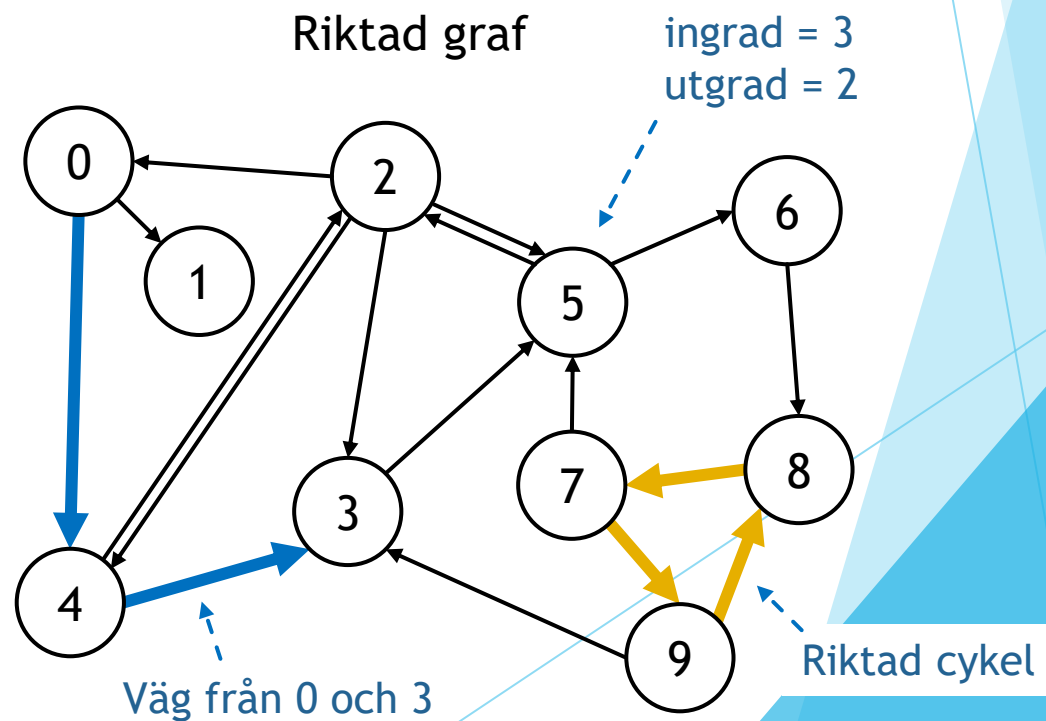 Riktad graf
ingrad = 3
utgrad = 2
0
2
6
1
5
8
7
3
4
9
Riktad cykel
Väg från 0 och 3